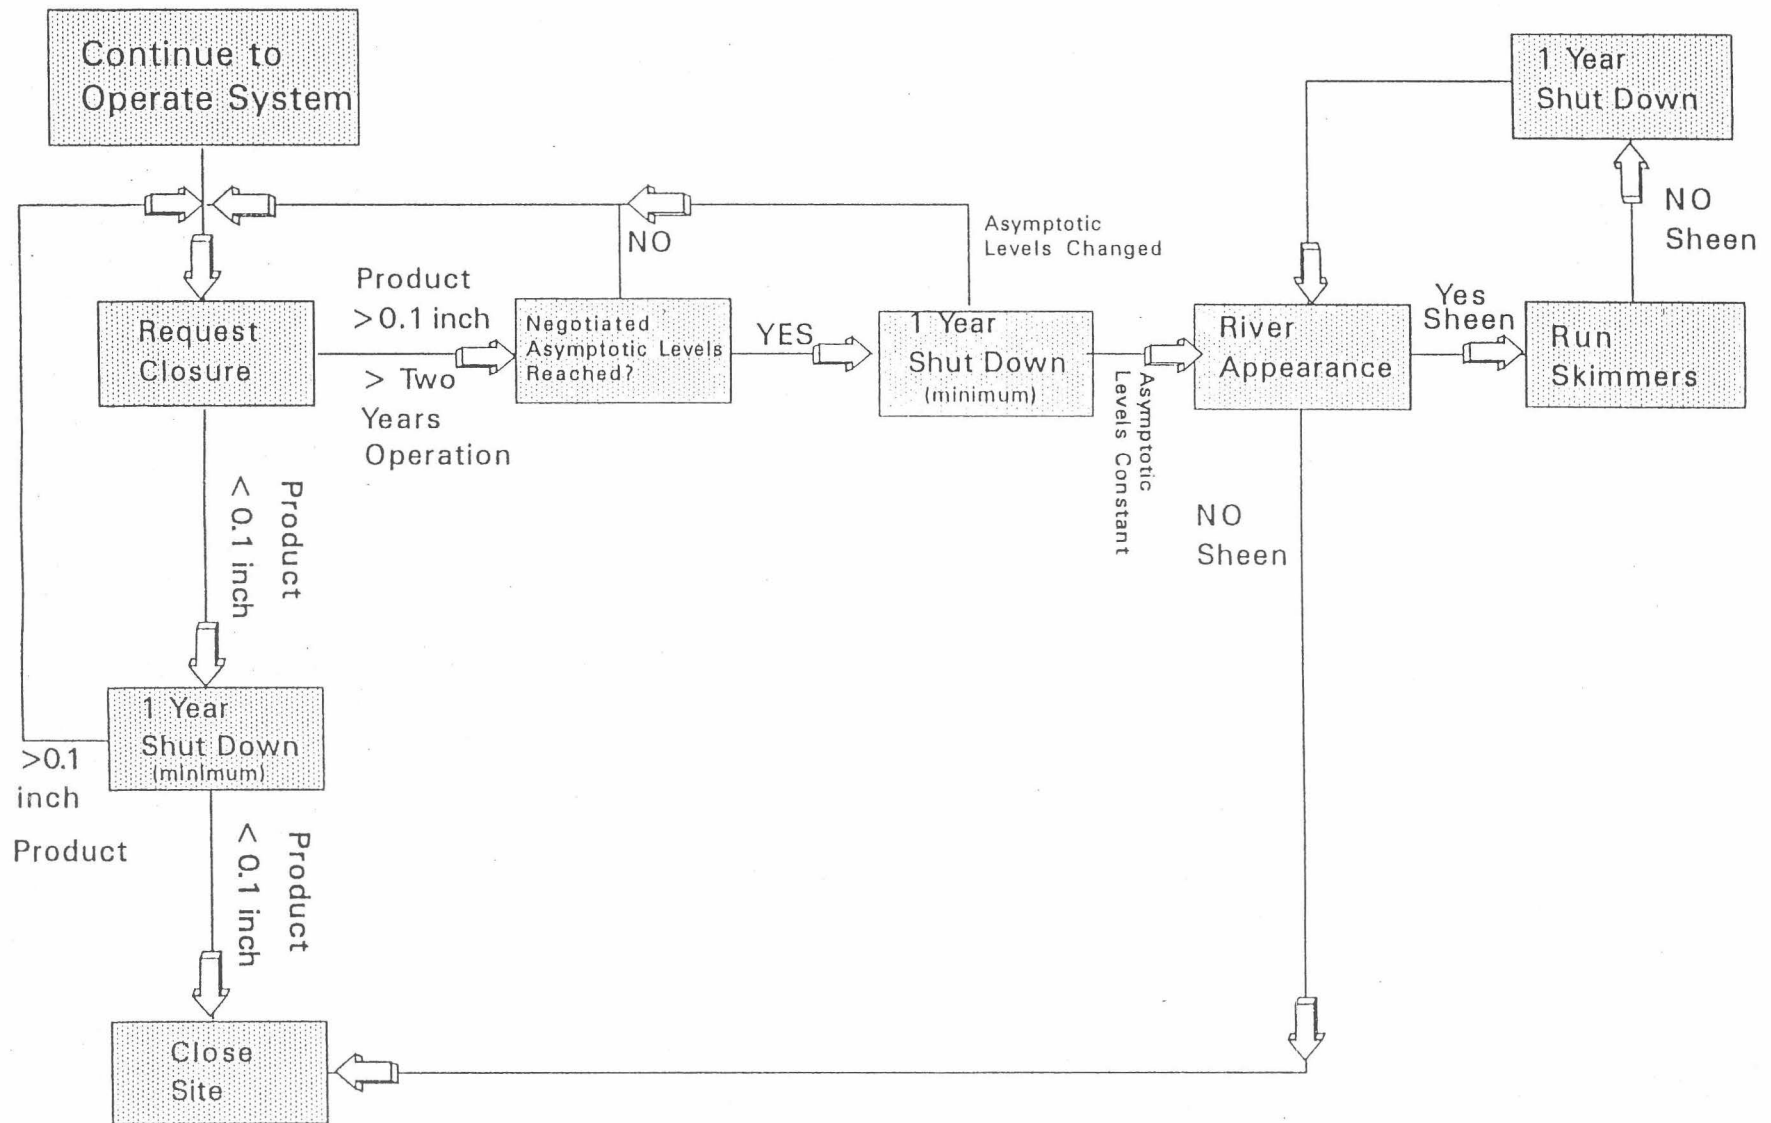 Continue to
Operate System
1 Year
Shut Down
NO
Sheen
NO
Asymptotic
Levels Changed
Product
>0.1 inch
> Two
Years
Operation
Request
Closure
Negotiated
Asymptotic Levels
Reached?
YES
1 Year
Shut Down
(minimum)
Asymptotic
Levels Constant
River
Appearance
Yes
Sheen
Run
Skimmers
Product
< 0.1 inch
NO
Sheen
1 Year
Shut Down
(minimum)
>0.1
inch
Product
Product
< 0.1 inch
Close
Site